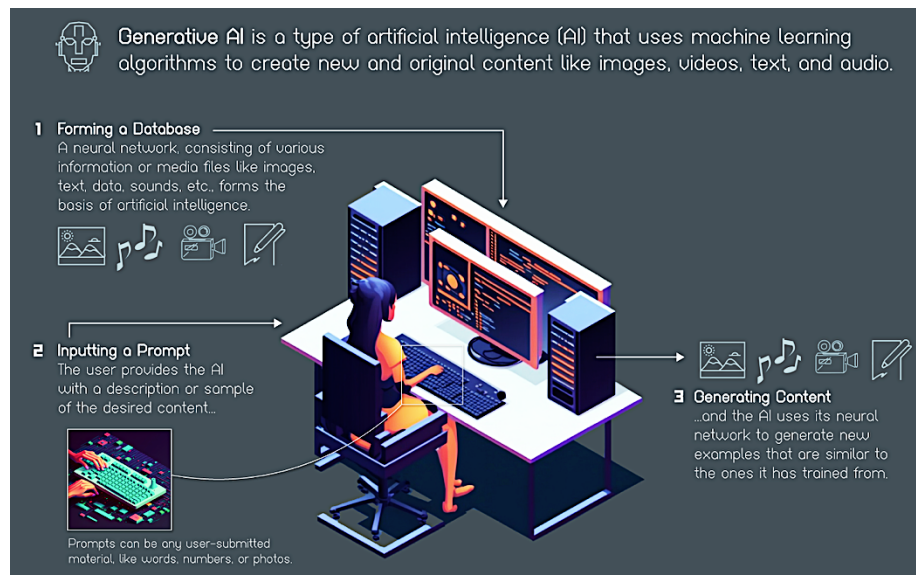 Generative AI is a type of artificial intelligence (AI) that uses machine learning
algorithms to create new and original content like images, videos, text, and audio.
1 Forming a Database
A neural network, consisting of various
information or media files like images,
text, data, sounds, etc., forms the
basis of artificial intelligence.
2 Inputting a Prompt
The user provides the AI
with a description or sample
of the desired content...
Prompts can be any user-submitted
material, like words, numbers, or photos.
3 Generating Content
...and the AI uses its neural
network to generate new
examples that are similar to
the ones it has trained from.